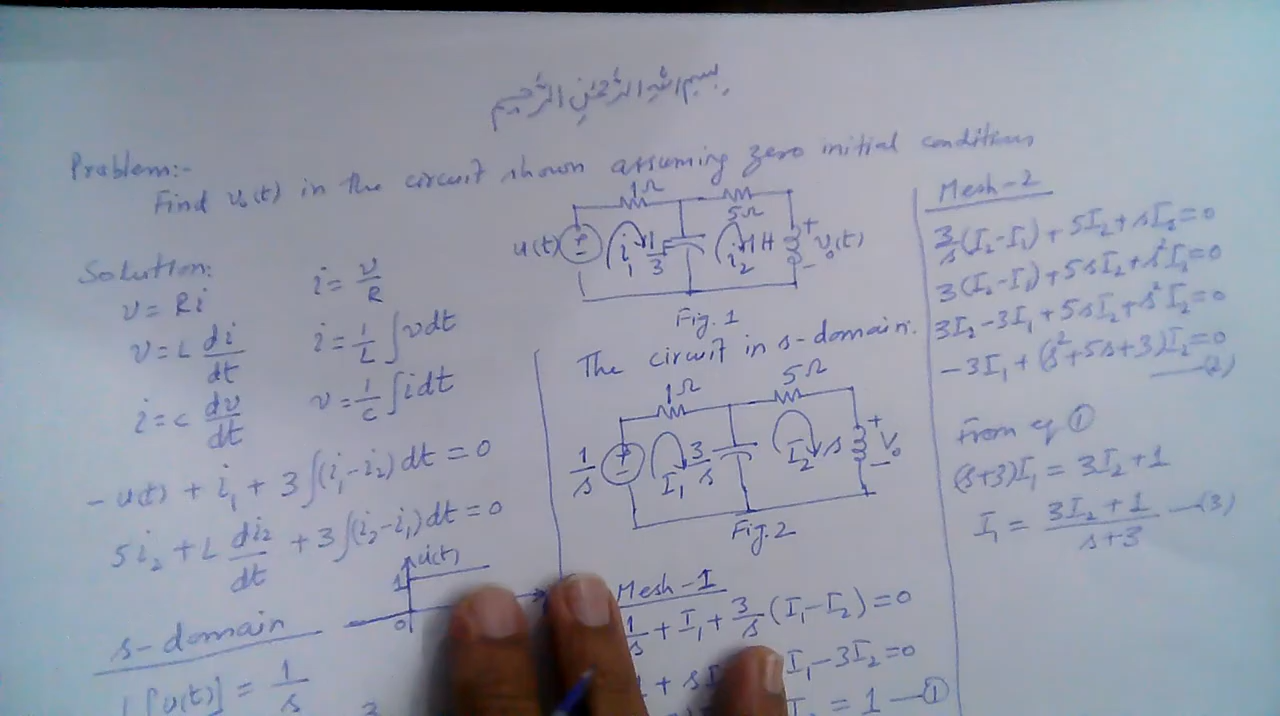 بسم الله الرحمن الرحيم
Problem:-
Find v₀(t) in the circuit shown assuming zero initial conditions
1Ω
5Ω
u(t)
+
-
i₁
1/3 F
i₂
1H
+
v₀(t)
-
Fig. 1
Solution:
v = Ri
i = v/R
v = L di/dt
i = 1/L ∫vdt
i = c dv/dt
v = 1/c ∫idt
-u(t) + i₁ + 3∫(i₁-i₂)dt = 0
5i₂ + L di₂/dt + 3∫(i₂-i₁)dt = 0
u(t)
1
0
s-domain
L[u(t)] = 1/s
The circuit in s-domain.
1Ω
5Ω
1/s
+
-
I₁
3/s
I₂
s
+
V₀
-
Fig. 2
Mesh-I
1/s + I₁ + 3/s (I₁-I₂) = 0
1 + sI
I₁ - 3I₂ = 0
= 1 —①
Mesh-2
3/s (I₂-I₁) + 5I₂ + sI₂ = 0
3(I₂-I₁) + 5sI₂ + s²I₂ = 0
3I₂ - 3I₁ + 5sI₂ + s²I₂ = 0
-3I₁ + (s²+5s+3)I₂ = 0
—(2)
From eq ①
(s+3)I₁ = 3I₂ + 1
I₁ = (3I₂ + 1)/(s+3) —(3)